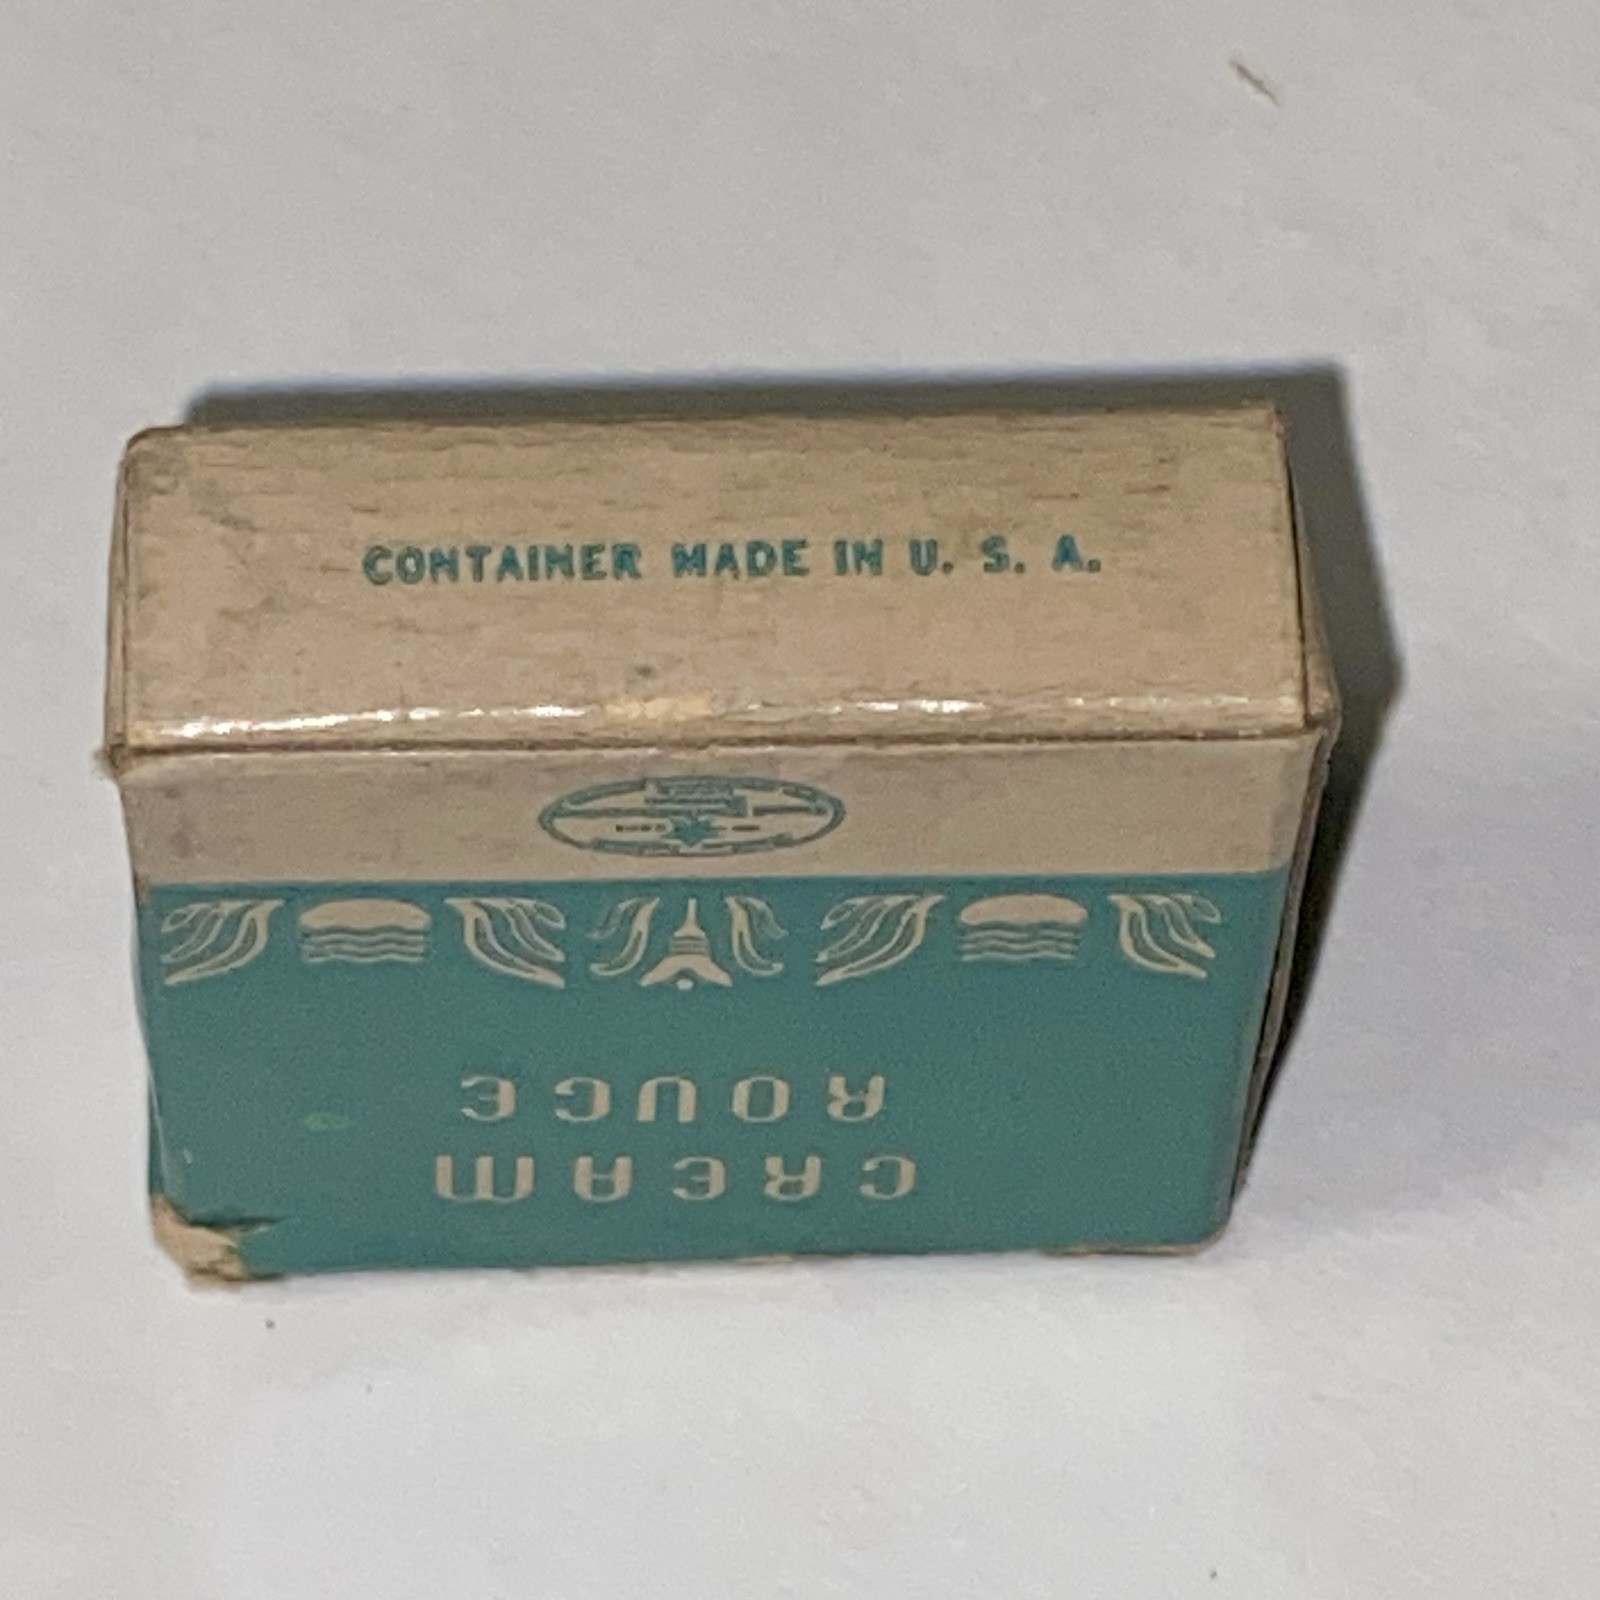 CONTAINER MADE IN U. S. A.
CREAM
ROUGE